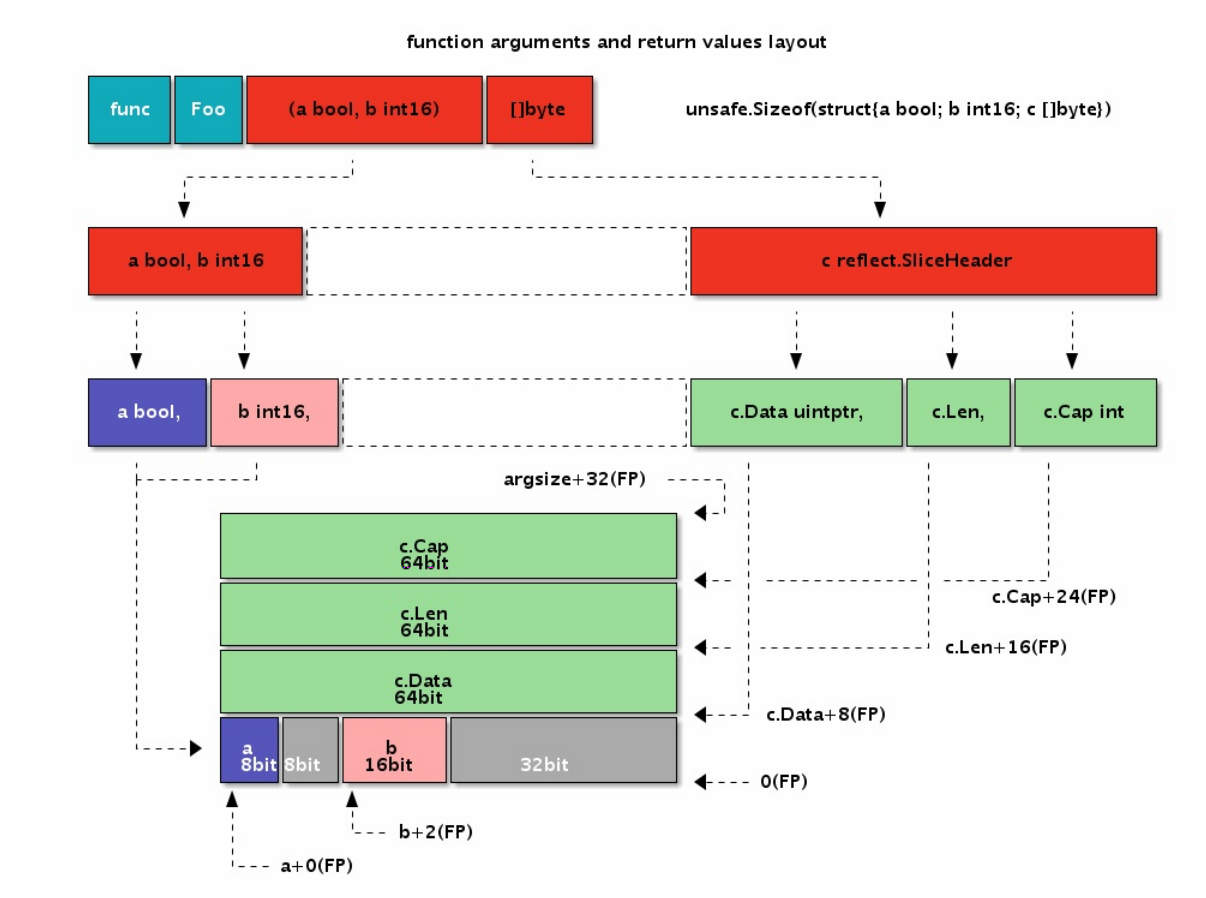 function arguments and return values layout
func Foo (a bool, b int16) []byte unsafe.Sizeof(struct{a bool; b int16; c []byte})
a bool, b int16 c reflect.SliceHeader
a bool, b int16, c.Data uintptr, c.Len, c.Cap int
argsize+32(FP)
c.Cap
64bit
c.Cap+24(FP)
c.Len
64bit
c.Len+16(FP)
c.Data
64bit
c.Data+8(FP)
a b
8bit 8bit 16bit 32bit
0(FP)
b+2(FP)
a+0(FP)